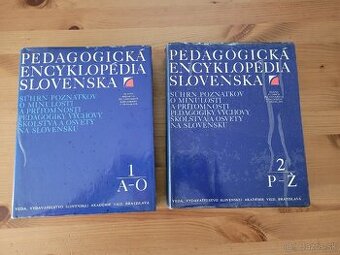 PEDAGOGICKÁ
ENCYKLOPÉDIA
SLOVENSKA
SÚHRN POZNATKOV
O MINULOSTI
A PRÍTOMNOSTI
PEDAGOGIKY VÝCHOVY
ŠKOLSTVA A OSVETY
NA SLOVENSKU
1
A-O
VEDA, VYDAVATEĽSTVO SLOVENSKEJ AKADÉMIE VIED, BRATISLAVA
PEDAGOGICKÁ
ENCYKLOPÉDIA
SLOVENSKA
SÚHRN POZNATKOV
O MINULOSTI
A PRÍTOMNOSTI
PEDAGOGIKY VÝCHOVY
ŠKOLSTVA A OSVETY
NA SLOVENSKU
2
P-Ž
VEDA, VYDAVATEĽSTVO SLOVENSKEJ AKADÉMIE VIED, BRATISLAVA